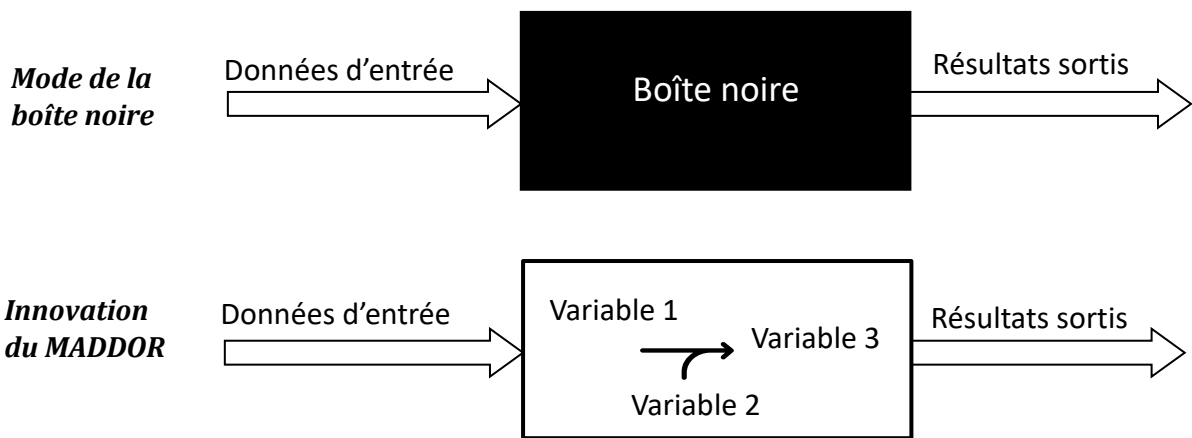 Mode de la
boîte noire
Données d'entrée
Boîte noire
Résultats sortis
Innovation
du MADDOR
Données d’entrée
Variable 1
Variable 3
Variable 2
Résultats sortis